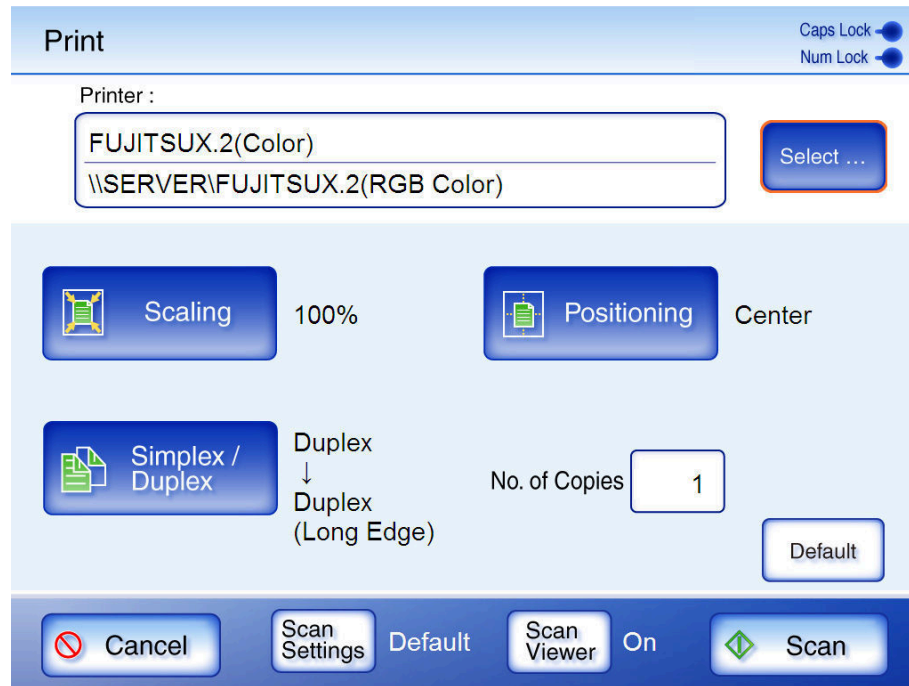 Print
Caps Lock
Num Lock
Printer :
FUJITSUX.2(Color)
\\SERVER\FUJITSUX.2(RGB Color)
Select ...
Scaling
100%
Positioning
Center
Simplex /
Duplex
Duplex
↓
Duplex
(Long Edge)
No. of Copies
1
Default
Cancel
Scan
Settings
Default
Scan
Viewer
On
Scan